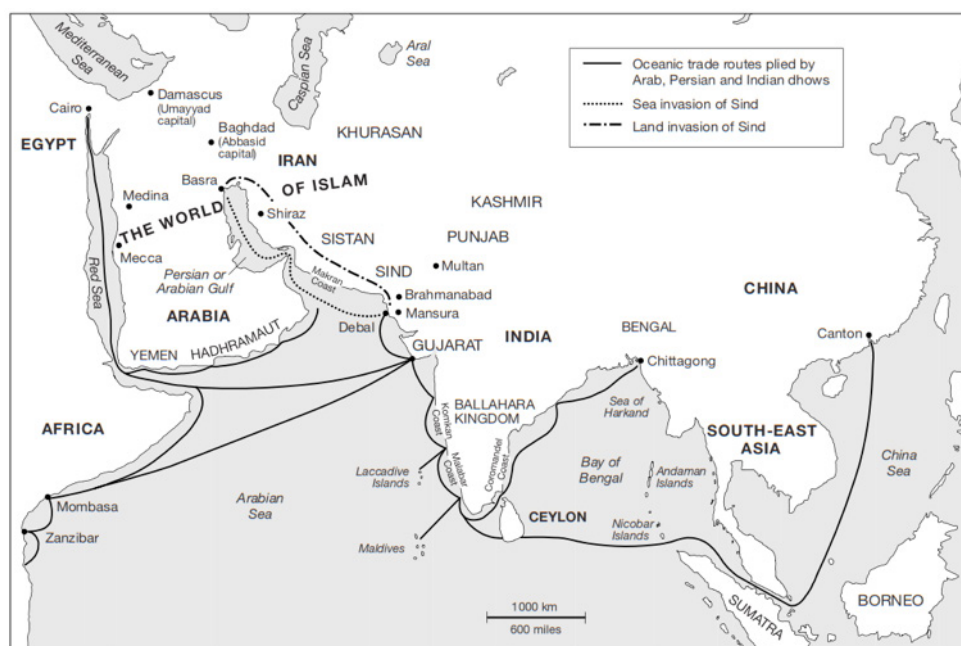 Mediterranean
Sea
Aral
Sea
Caspian Sea
Oceanic trade routes plied by
Arab, Persian and Indian dhows
Sea invasion of Sind
Land invasion of Sind
Cairo
Damascus
(Umayyad
capital)
Baghdad
(Abbasid
capital)
KHURASAN
EGYPT
IRAN
OF ISLAM
Basra
Medina
THE WORLD
Shiraz
KASHMIR
SISTAN
PUNJAB
Mecca
Red Sea
Persian or
Arabian Gulf
Makran
Coast
SIND
Multan
Brahmanabad
Mansura
CHINA
ARABIA
Debal
INDIA
BENGAL
Canton
YEMEN
HADHRAMAUT
GUJARAT
Chittagong
Sea of
Harkand
AFRICA
BALLAHARA
KINGDOM
Komkan
Coast
Malabar
Coast
Coromandel
Coast
SOUTH-EAST
ASIA
China
Sea
Laccadive
Islands
Bay of
Bengal
Andaman
Islands
Arabian
Sea
Mombasa
Zanzibar
Maldives
CEYLON
Nicobar
Islands
1000 km
600 miles
SUMATRA
BORNEO